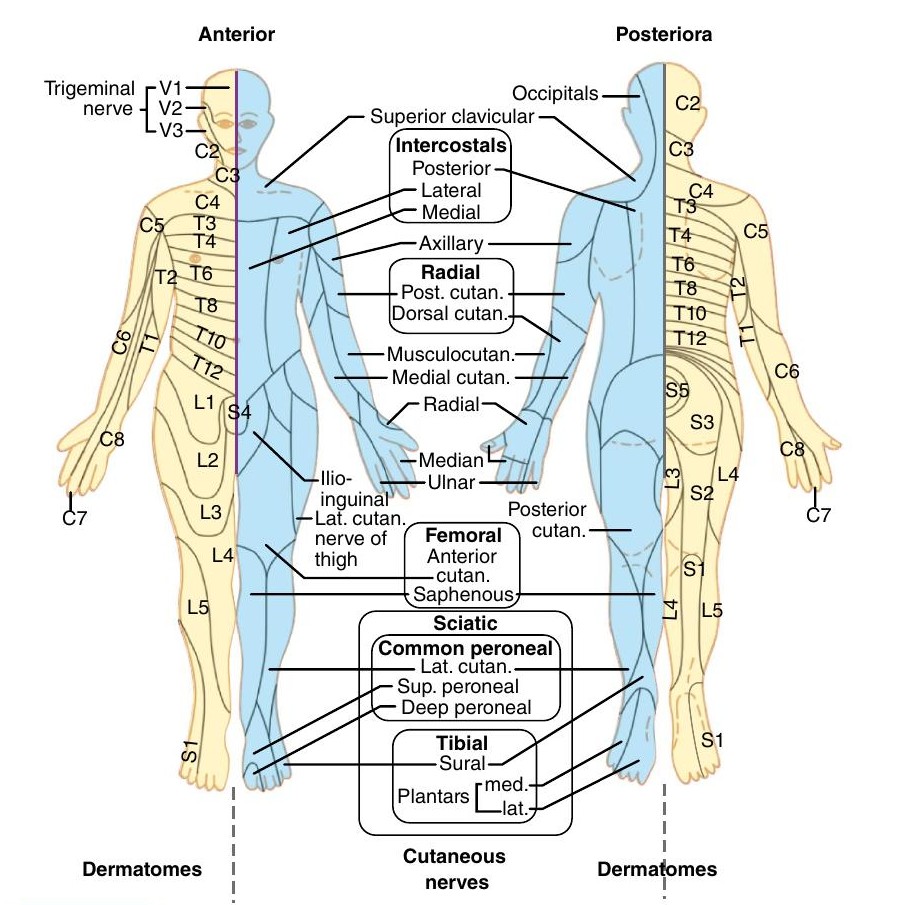 Anterior
Posteriora
Trigeminal
nerve
V1
V2
V3
C2
C3
C4
T3
C5
T4
T2
T6
T8
C6
T1
T10
T12
L1
S4
C8
L2
C7
L3
L4
L5
S1
Occipitals
Superior clavicular
Intercostals
Posterior
Lateral
Medial
Axillary
Radial
Post. cutan.
Dorsal cutan.
Musculocutan.
Medial cutan.
Radial
Median
Ulnar
Ilio-
inguinal
Lat. cutan.
nerve of
thigh
Posterior
cutan.
Femoral
Anterior
cutan.
Saphenous
Sciatic
Common peroneal
Lat. cutan.
Sup. peroneal
Deep peroneal
Tibial
Sural
Plantars
med.
lat.
C2
C3
C4
T3
C5
T4
T6
T8
T2
T10
T1
T12
C6
S5
S3
C8
L3
L4
S2
C7
S1
L4
L5
S1
Dermatomes
Cutaneous
nerves
Dermatomes